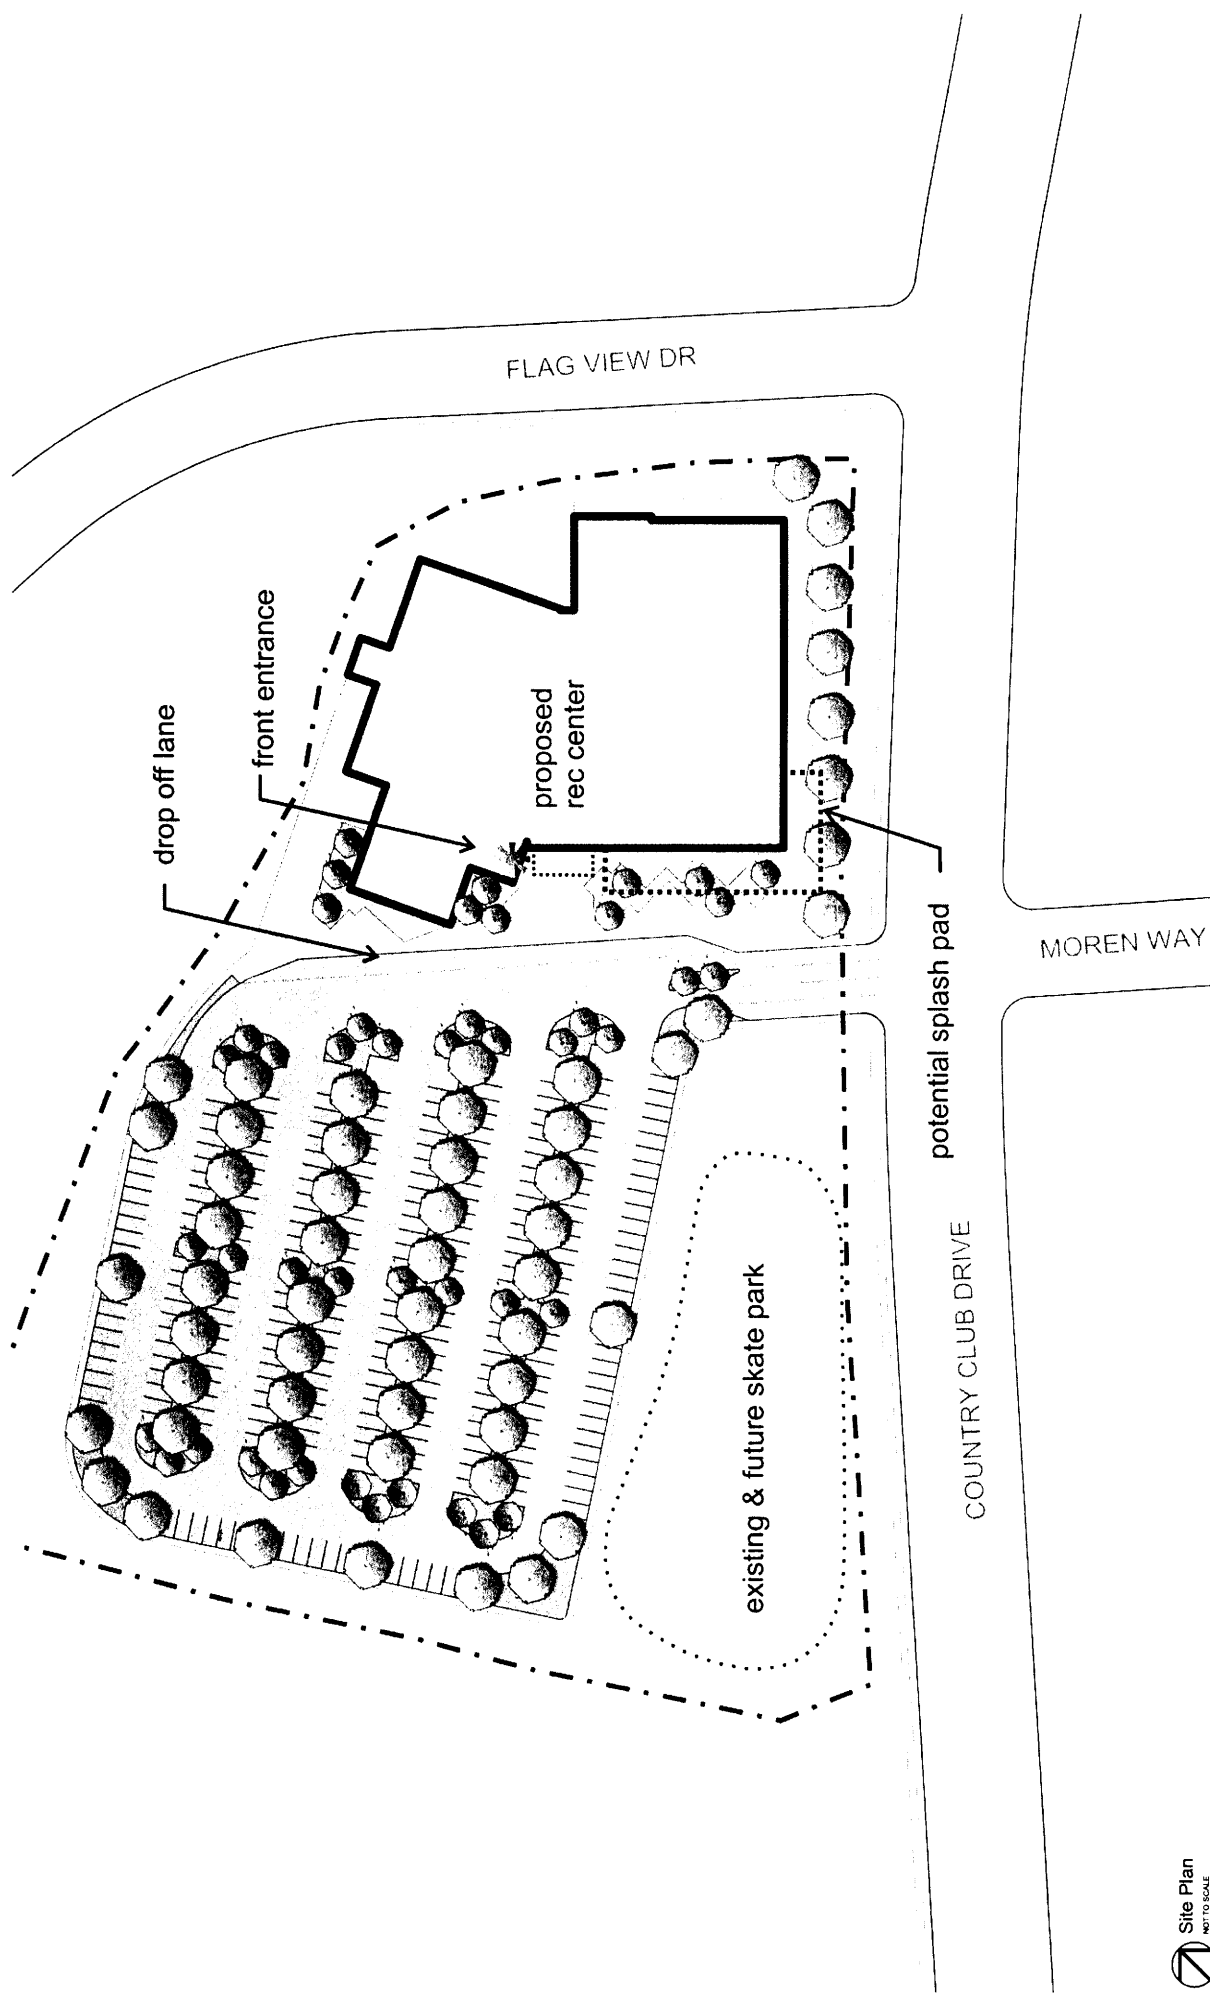 FLAG VIEW DR
front entrance
drop off lane
proposed
rec center
potential splash pad
MOREN WAY
existing & future skate park
COUNTRY CLUB DRIVE
Site Plan
NOT TO SCALE